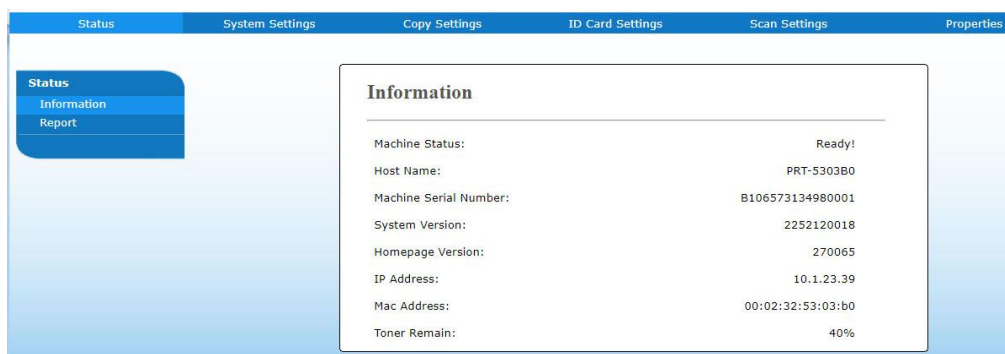 Status System Settings Copy Settings ID Card Settings Scan Settings Properties
Status
Information
Report
Information
Machine Status: Ready!
Host Name: PRT-5303B0
Machine Serial Number: B106573134980001
System Version: 2252120018
Homepage Version: 270065
IP Address: 10.1.23.39
Mac Address: 00:02:32:53:03:b0
Toner Remain: 40%